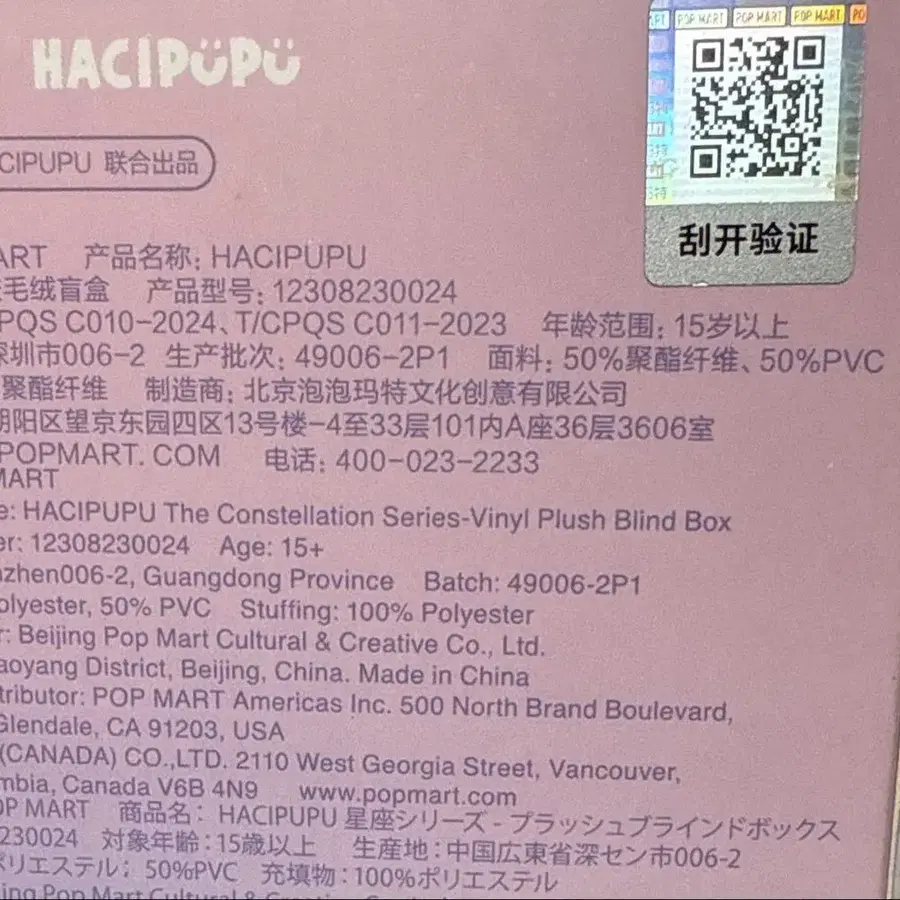 HACIPUPU
POP MART POP MART POP MART PO
刮开验证
CIPUPU 联合出品
ART 产品名称: HACIPUPU
毛绒盲盒 产品型号: 12308230024
PQS C010-2024、T/CPQS C011-2023 年龄范围: 15岁以上
圳市006-2 生产批次: 49006-2P1 面料: 50%聚酯纤维、50%PVC
聚酯纤维 制造商: 北京泡泡玛特文化创意有限公司
阳区望京东园四区13号楼-4至33层101内A座36层3606室
POPMART. COM 电话: 400-023-2233
MART
e: HACIPUPU The Constellation Series-Vinyl Plush Blind Box
er: 12308230024 Age: 15+
zhen006-2, Guangdong Province Batch: 49006-2P1
olyester, 50% PVC Stuffing: 100% Polyester
r: Beijing Pop Mart Cultural & Creative Co., Ltd.
aoyang District, Beijing, China. Made in China
tributor: POP MART Americas Inc. 500 North Brand Boulevard,
Glendale, CA 91203, USA
(CANADA) CO.,LTD. 2110 West Georgia Street, Vancouver,
mbia, Canada V6B 4N9 www.popmart.com
OP MART 商品名: HACIPUPU 星座シリーズ - プラッシュブラインドボックス
230024 対象年齢:15歳以上 生産地:中国広東省深セン市006-2
ポリエステル; 50%PVC 充填物:100%ポリエステル
ing Pop Mart Cultural & Creative Co.